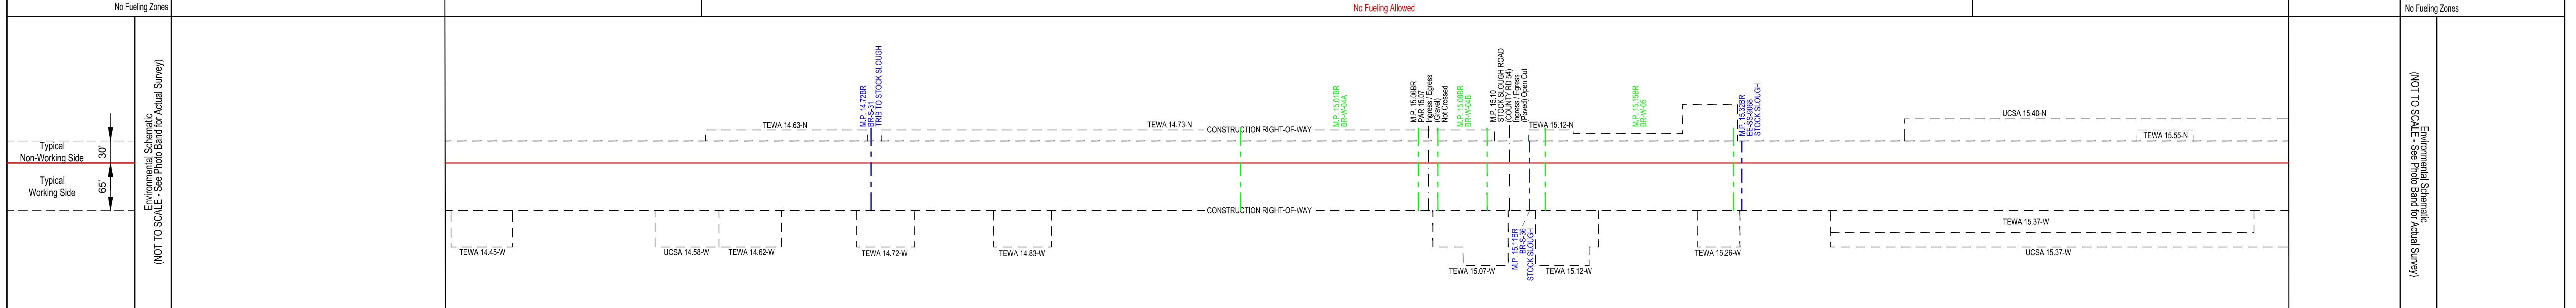 No Fueling Zones
No Fueling Allowed
No Fueling Zones
Environmental Schematic
(NOT TO SCALE - See Photo Band for Actual Survey)
Typical
Non-Working Side
30'
Typical
Working Side
65'
TEWA 14.63-N
M.P. 14.72BR
BR-S-31
TRIB TO STOCK SLOUGH
TEWA 14.73-N
CONSTRUCTION RIGHT-OF-WAY
M.P. 15.01BR
BR-W-04A
M.P. 15.06BR
PAR 15.07
Ingress / Egress
(Gravel)
Not Crossed
M.P. 15.08BR
BR-W-04B
M.P. 15.10
STOCK SLOUGH ROAD
(COUNTY RD 54)
Ingress / Egress
(Paved) Open Cut
TEWA 15.12-N
M.P. 15.15BR
BR-W-05
M.P. 15.32BR
EE-SS-9068
STOCK SLOUGH
UCSA 15.40-N
TEWA 15.55-N
CONSTRUCTION RIGHT-OF-WAY
TEWA 14.45-W
UCSA 14.58-W
TEWA 14.62-W
TEWA 14.72-W
TEWA 14.83-W
TEWA 15.07-W
M.P. 15.11BR
BR-S-36
STOCK SLOUGH
TEWA 15.12-W
TEWA 15.26-W
TEWA 15.37-W
UCSA 15.37-W
Environmental Schematic
(NOT TO SCALE - See Photo Band for Actual Survey)